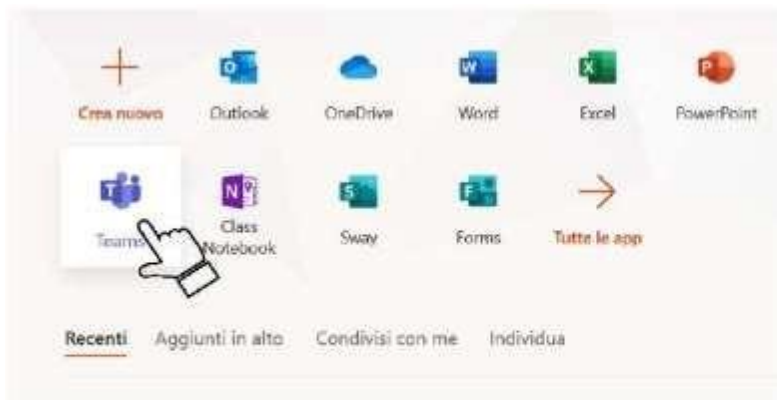 Crea nuovo Outlook OneDrive Word Excel PowerPoint
Teams Class Notebook Sway Forms Tutte le app
Recenti Aggiunti in alto Condivisi con me Individua